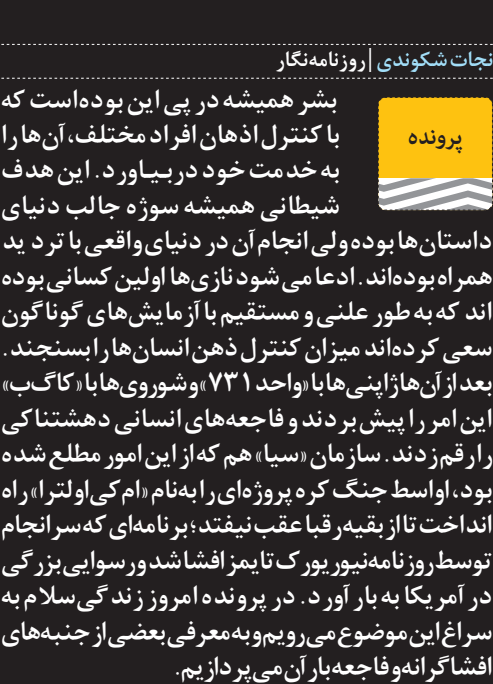 نجات شکوندی | روزنامه‌نگار
پرونده
بشر همیشه در پی این بوده‌است که
با کنترل اذهان افراد مختلف، آن‌ها را
به خدمت خود دربیاورد. این هدف
شیطانی همیشه سوژه جالب دنیای
داستان‌ها بوده ولی انجام آن در دنیای واقعی با تردید
همراه بوده‌اند. ادعا می‌شود نازی‌ها اولین کسانی بوده
اند که به طور علنی و مستقیم با آزمایش‌های گوناگون
سعی کرده‌اند میزان کنترل ذهن انسان‌ها را بسنجند.
بعد از آن‌ها ژاپنی‌ها با «واحد ۷۳۱» و شوروی‌ها با «کا‌گ‌ب»
این امر را پیش بردند و فاجعه‌های انسانی دهشتناکی
را رقم زدند. سازمان «سیا» هم که از این امور مطلع شده
بود، اواسط جنگ کره پروژه‌ای را به‌نام «ام کی اولترا» راه
انداخت تا از بقیه رقبا عقب نیفتد؛ برنامه‌ای که سرانجام
توسط روزنامه نیویورک تایمز افشا شد و رسوایی بزرگی
در آمریکا به بار آورد. در پرونده امروز زندگی‌سلام به
سراغ این موضوع می‌رویم و به معرفی بعضی از جنبه‌های
افشاگرانه و فاجعه‌بار آن می‌پردازیم.